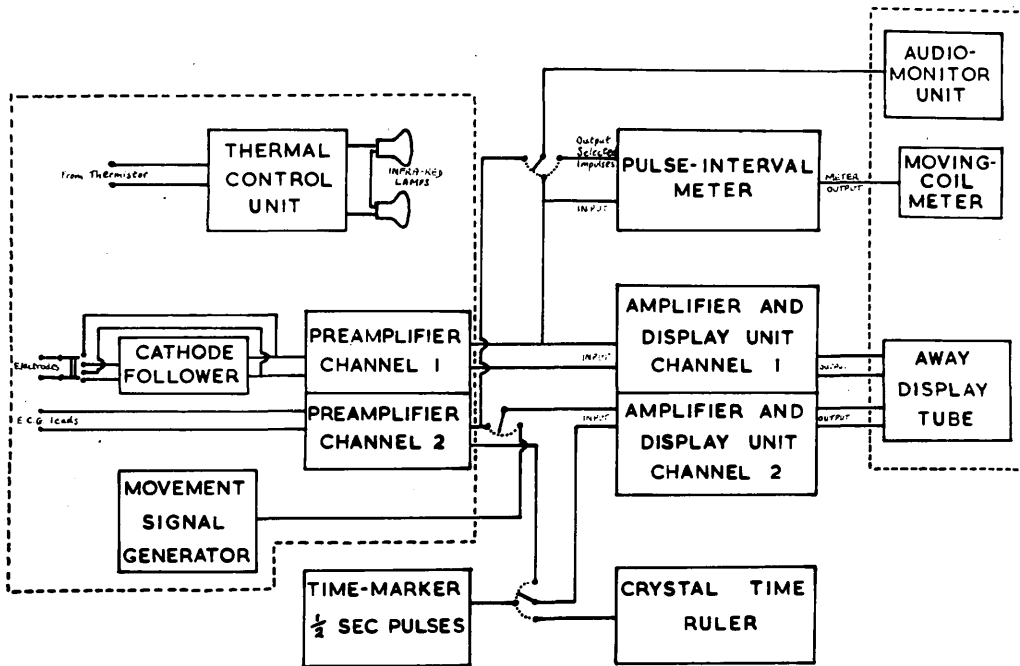 AUDIO-
MONITOR
UNIT
THERMAL
CONTROL
UNIT
From Thermistor
INFRA-RED
LAMPS
Output
Selected
Impulses
PULSE-INTERVAL
METER
INPUT
METER
OUTPUT
MOVING-
COIL
METER
Electrodes
CATHODE
FOLLOWER
PREAMPLIFIER
CHANNEL 1
INPUT
AMPLIFIER AND
DISPLAY UNIT
CHANNEL 1
OUTPUT
AWAY
DISPLAY
TUBE
E.C.G. leads
PREAMPLIFIER
CHANNEL 2
INPUT
AMPLIFIER AND
DISPLAY UNIT
CHANNEL 2
OUTPUT
MOVEMENT
SIGNAL
GENERATOR
TIME-MARKER
½ SEC PULSES
CRYSTAL TIME
RULER